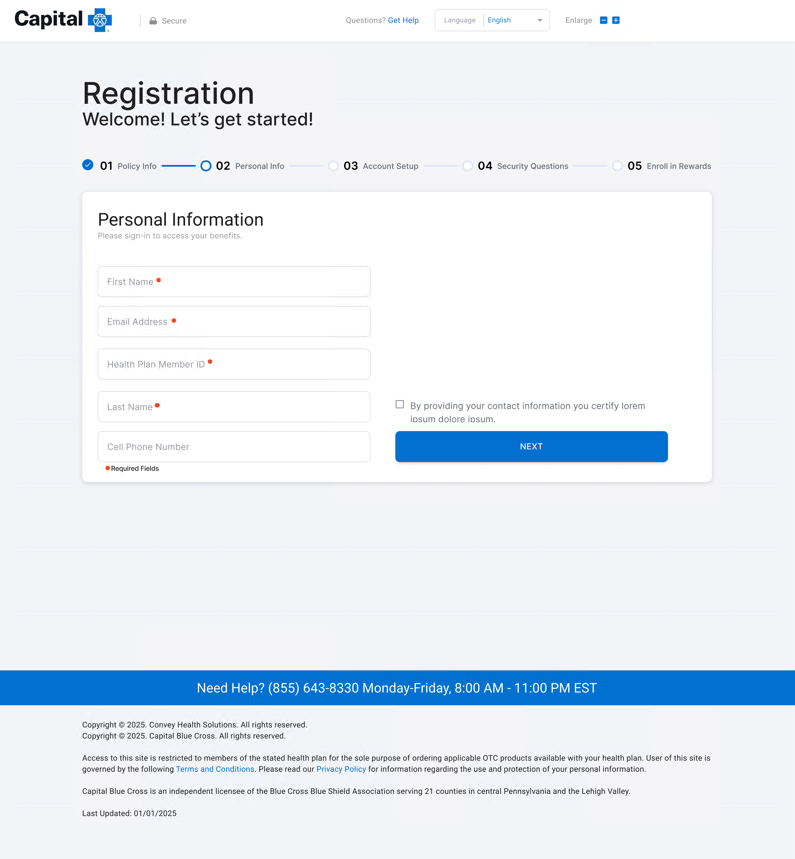 Capital
Secure
Questions? Get Help
Language English
Enlarge
Registration
Welcome! Let's get started!
01 Policy Info
02 Personal Info
03 Account Setup
04 Security Questions
05 Enroll in Rewards
Personal Information
Please sign-in to access your benefits.
First Name
Email Address
Health Plan Member ID
Last Name
Cell Phone Number
Required Fields
By providing your contact information you certify lorem
ipsum dolore ipsum.
NEXT
Need Help? (855) 643-8330 Monday-Friday, 8:00 AM - 11:00 PM EST
Copyright © 2025. Convey Health Solutions. All rights reserved.
Copyright © 2025. Capital Blue Cross. All rights reserved.
Access to this site is restricted to members of the stated health plan for the sole purpose of ordering applicable OTC products available with your health plan. User of this site is
governed by the following Terms and Conditions. Please read our Privacy Policy for information regarding the use and protection of your personal information.
Capital Blue Cross is an independent licensee of the Blue Cross Blue Shield Association serving 21 counties in central Pennsylvania and the Lehigh Valley.
Last Updated: 01/01/2025